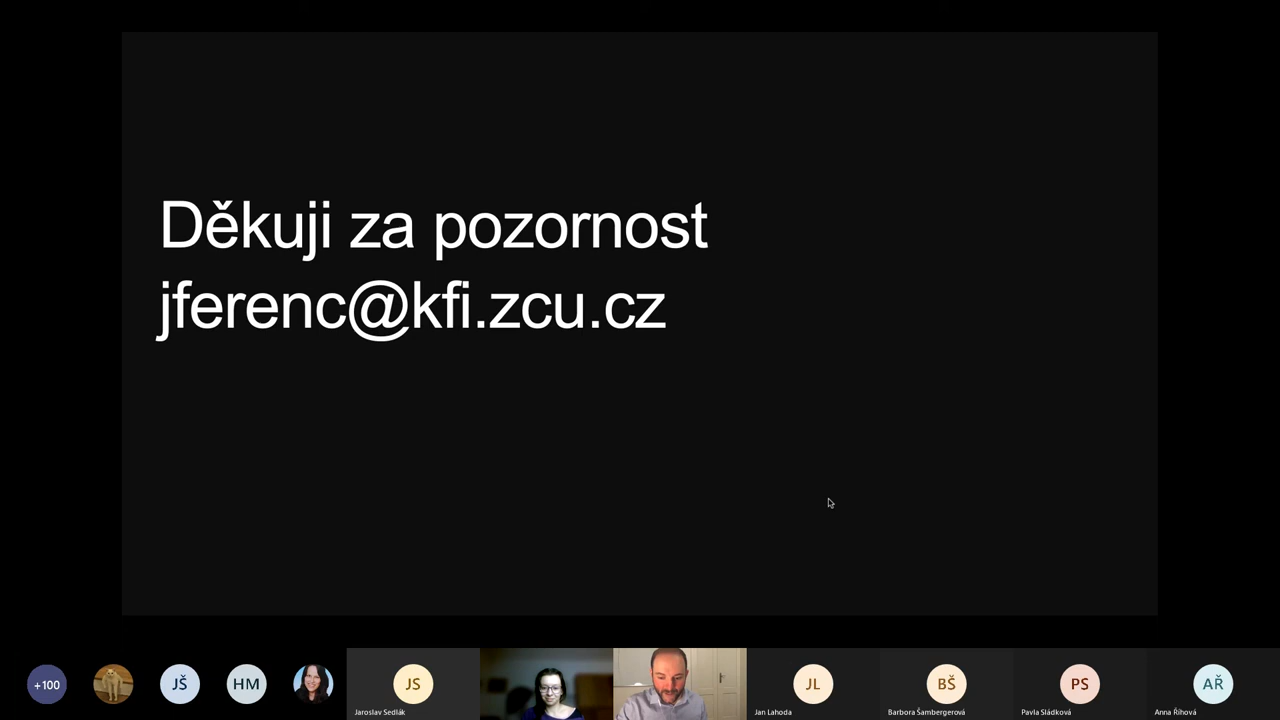 Děkuji za pozornost
jferenc@kfi.zcu.cz
+100
JŠ
HM
JS
Jaroslav Sedlák
JL
Jan Lahoda
BŠ
Barbora Šambergerová
PS
Pavla Sládková
AŘ
Anna Říhová